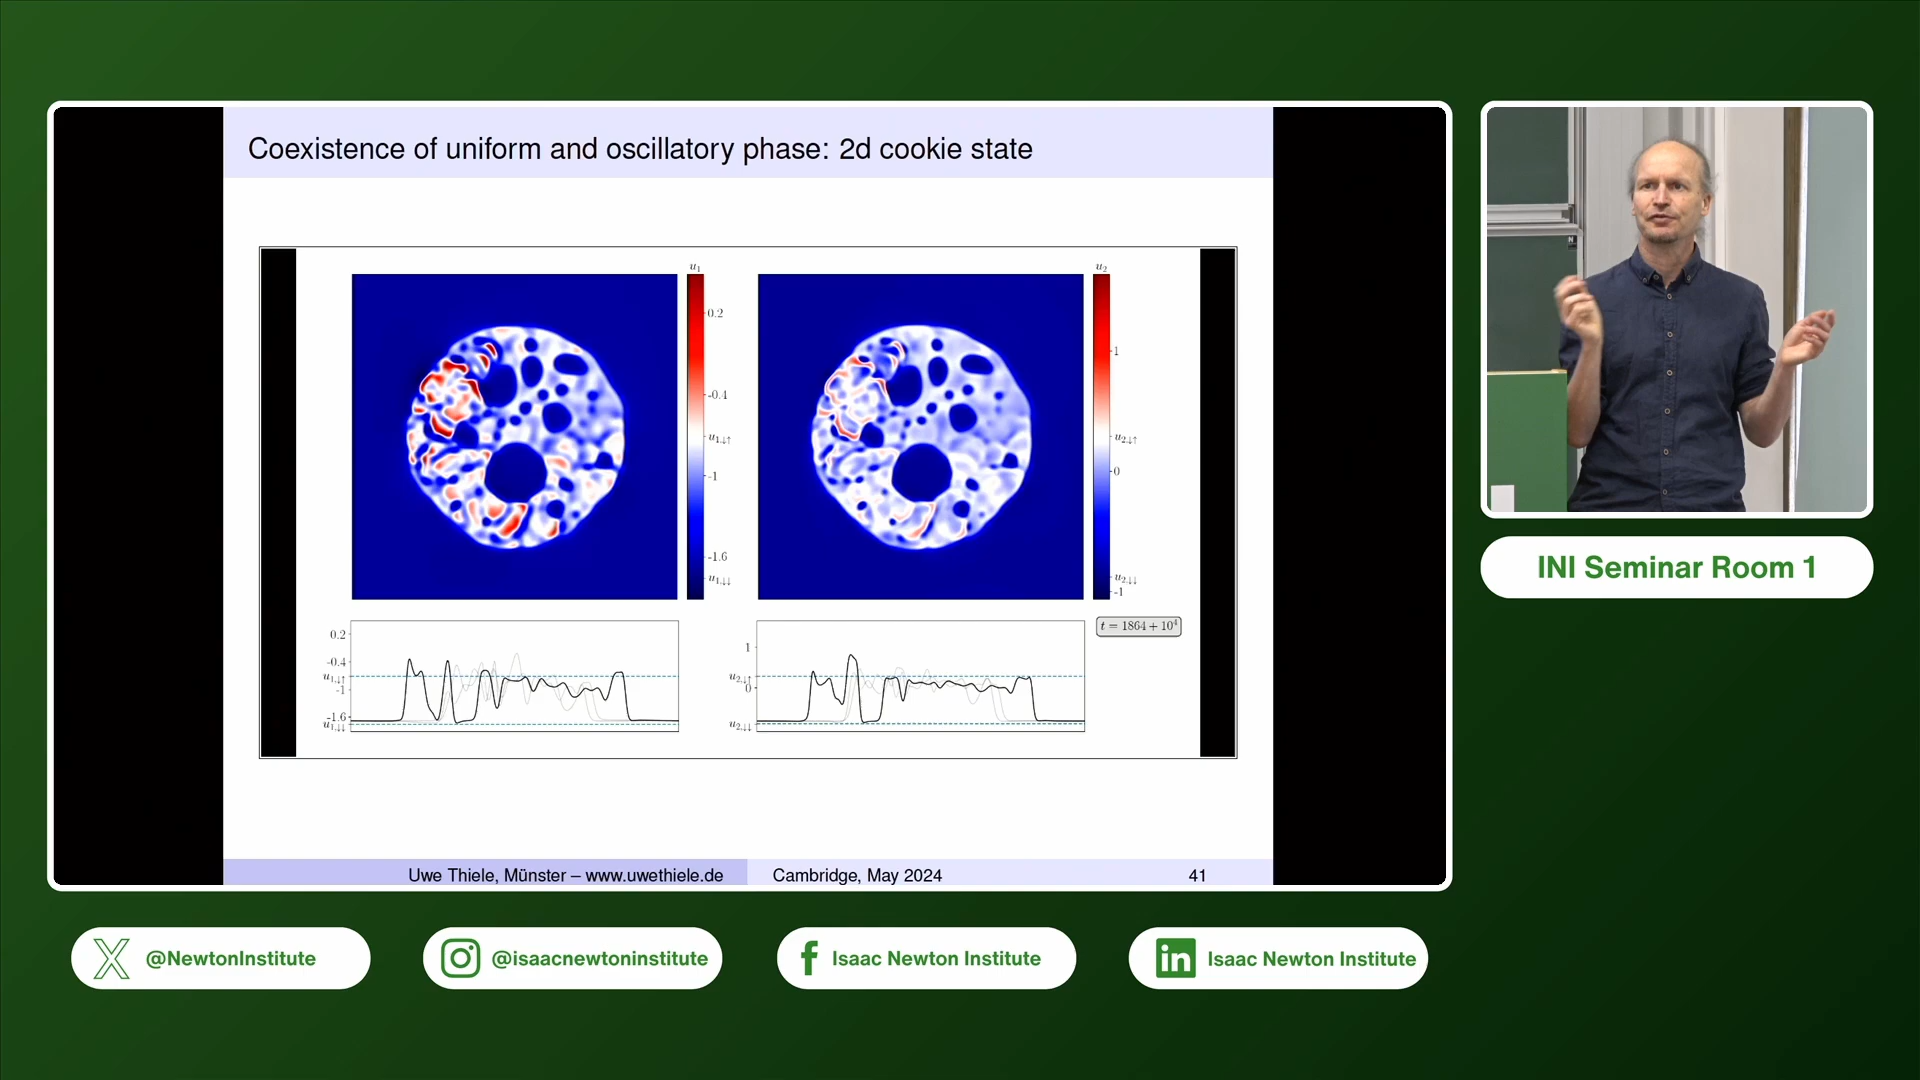 Coexistence of uniform and oscillatory phase: 2d cookie state
u₁
0.2
-0.4
u₁,↓↑
-1
-1.6
u₁,↓↓
u₂
1
u₂,↓↑
0
u₂,↓↓
-1
t = 1864 + 10⁴
0.2
-0.4
u₁,↓↑
-1
-1.6
u₁,↓↓
1
u₂,↓↑
0
u₂,↓↓
Uwe Thiele, Münster – www.uwethiele.de
Cambridge, May 2024
41
INI Seminar Room 1
@NewtonInstitute
@isaacnewtoninstitute
Isaac Newton Institute
Isaac Newton Institute